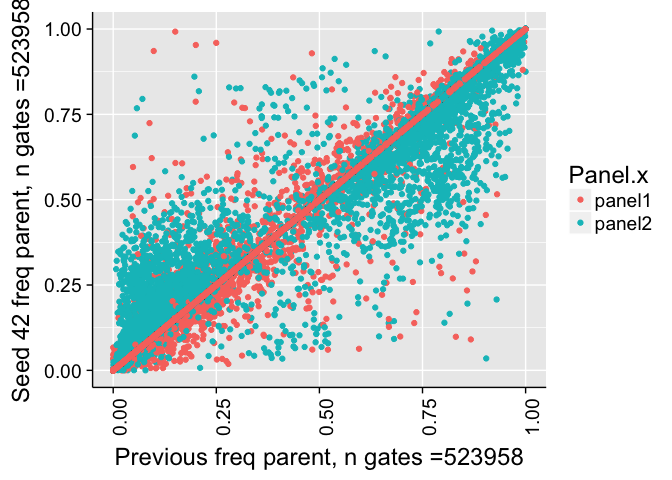 Seed 42 freq parent, n gates =523958
1.00
0.75
0.50
0.25
0.00
0.00
0.25
0.50
0.75
1.00
Previous freq parent, n gates =523958
Panel.x
panel1
panel2